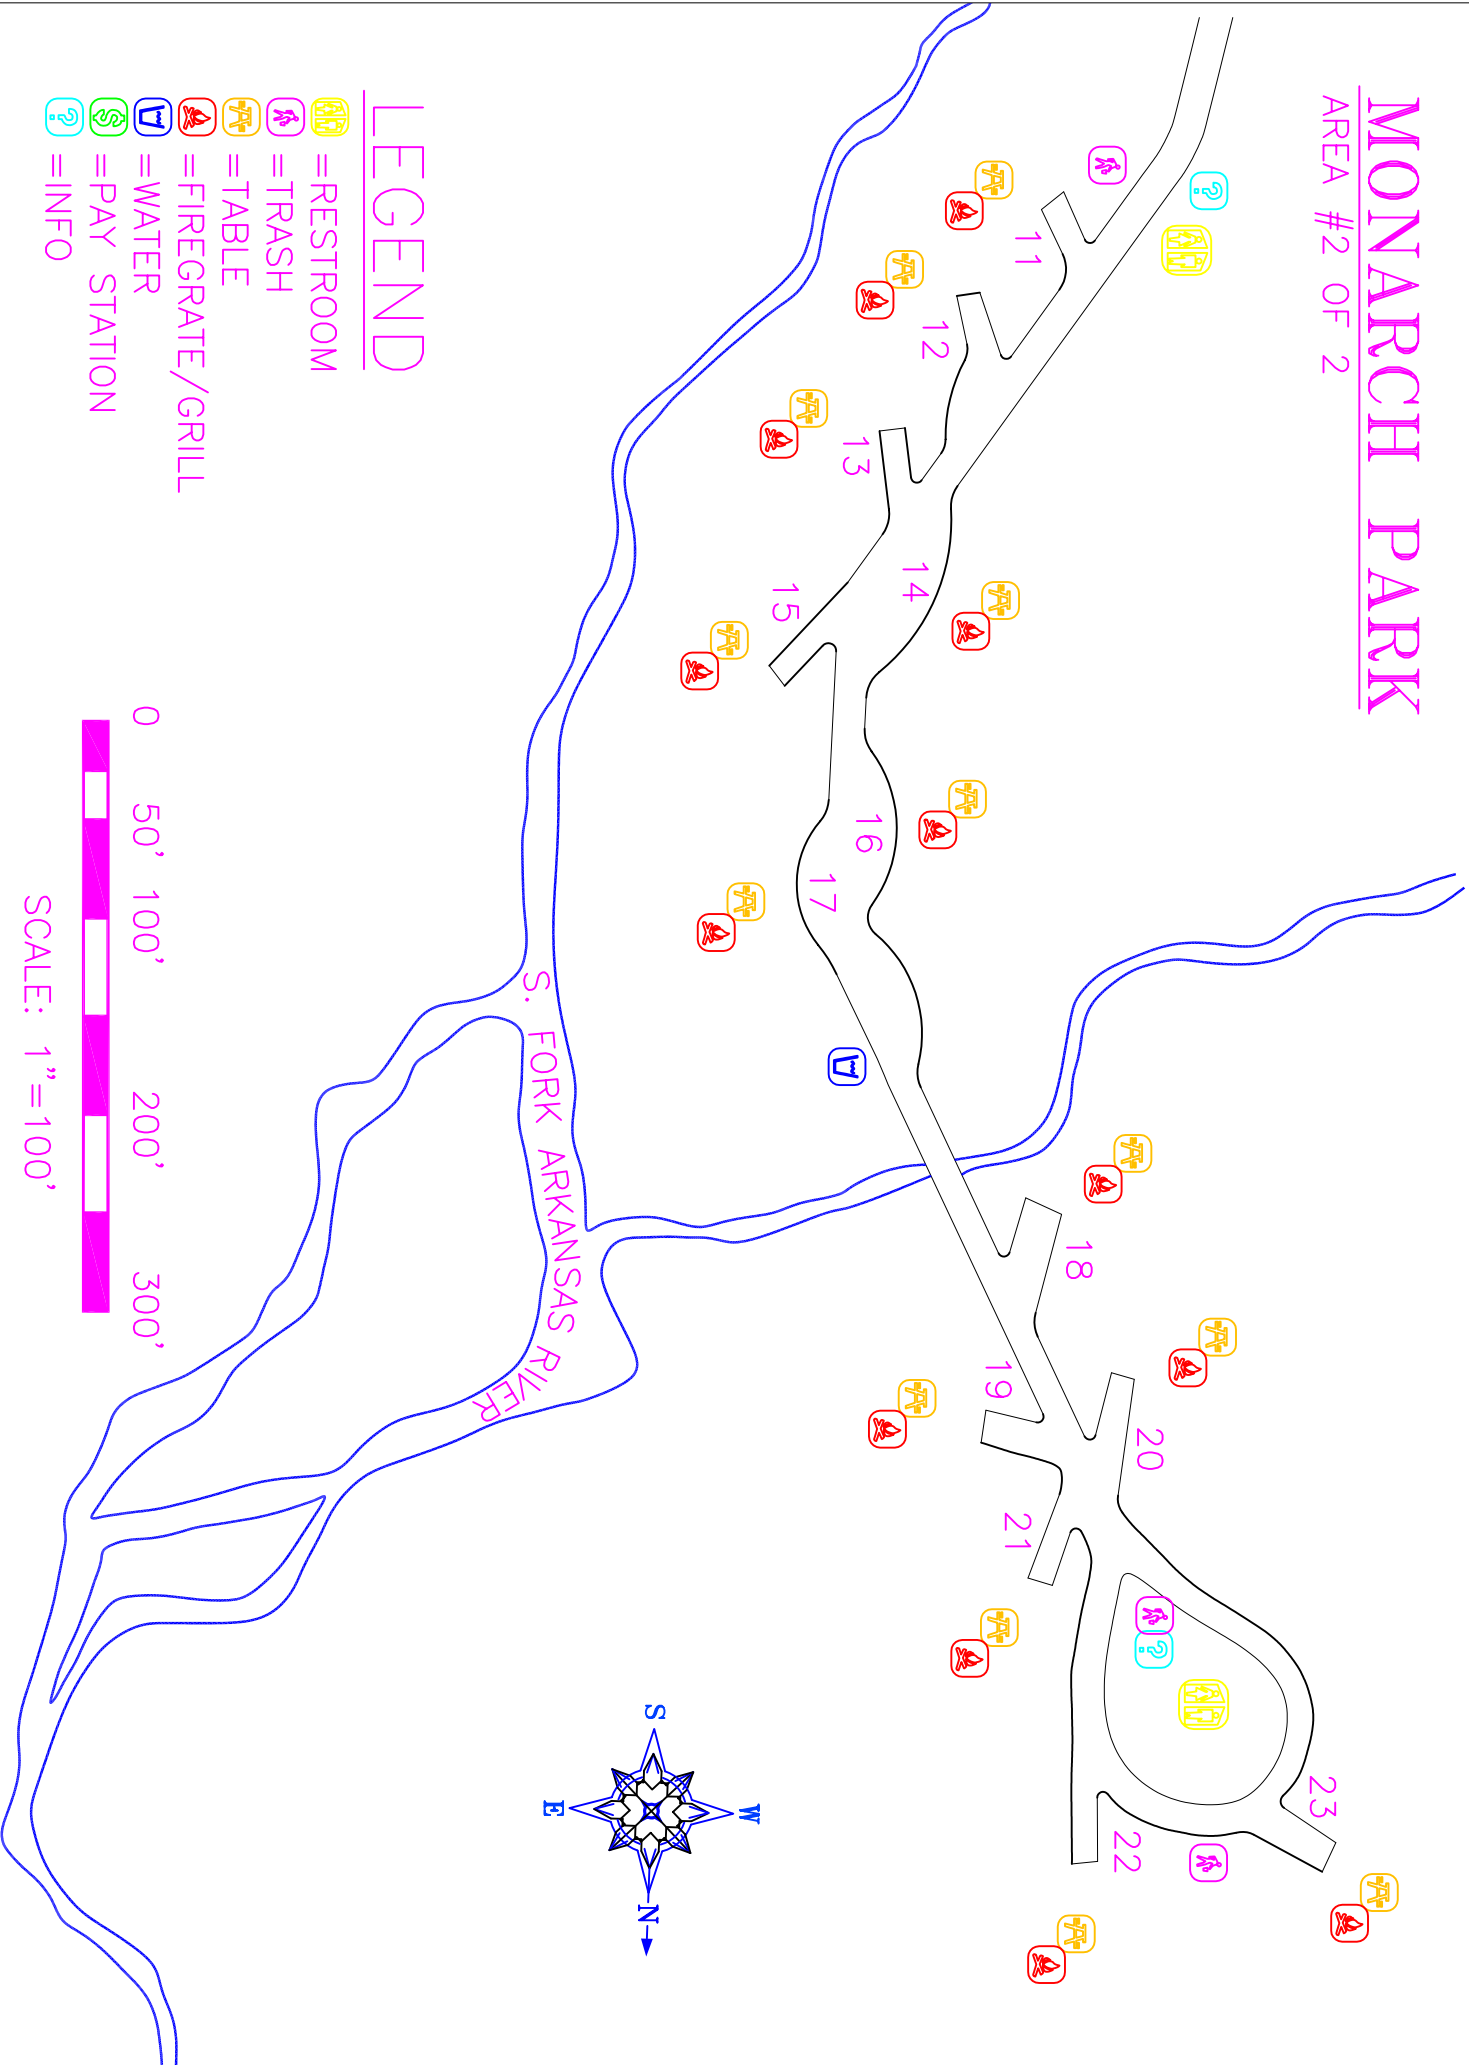 MONARCH PARK
AREA #2 OF 2
11
12
13
14
15
16
17
18
19
20
21
22
23
S. FORK ARKANSAS RIVER
LEGEND
=RESTROOM
=TRASH
=TABLE
=FIREGRATE/GRILL
=WATER
$ =PAY STATION
? =INFO
?
?
0 50' 100' 200' 300'
SCALE: 1"=100'
S
W
E
N